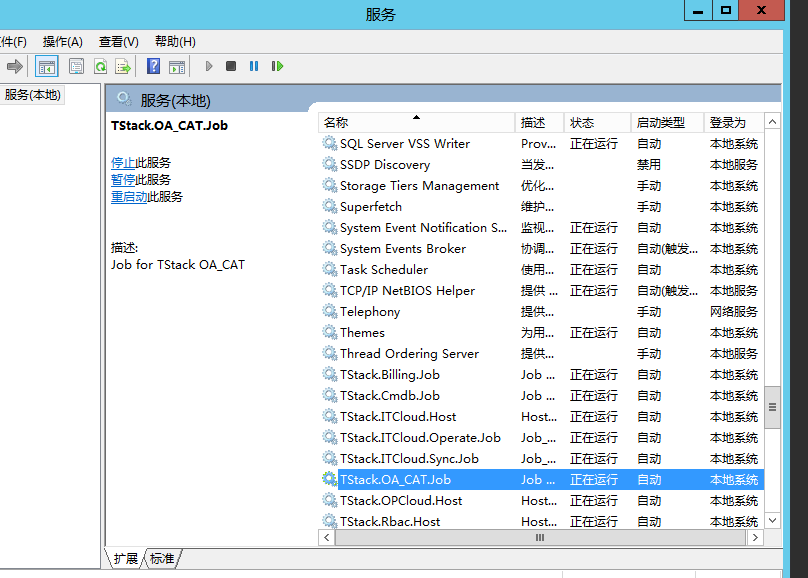 服务
件(F) 操作(A) 查看(V) 帮助(H)
服务(本地)
服务(本地)
TStack.OA_CAT.Job
停止此服务
暂停此服务
重启动此服务
描述:
Job for TStack OA_CAT
名称 描述 状态 启动类型 登录为
SQL Server VSS Writer Prov... 正在运行 自动 本地系统
SSDP Discovery 当发... 禁用 本地服务
Storage Tiers Management 优化... 手动 本地系统
Superfetch 维护... 手动 本地系统
System Event Notification S... 监视... 正在运行 自动 本地系统
System Events Broker 协调... 正在运行 自动(触发... 本地系统
Task Scheduler 使用... 正在运行 自动 本地系统
TCP/IP NetBIOS Helper 提供 ... 正在运行 自动(触发... 本地服务
Telephony 提供... 手动 网络服务
Themes 为用... 正在运行 自动 本地系统
Thread Ordering Server 提供... 手动 本地服务
TStack.Billing.Job Job ... 正在运行 自动 本地系统
TStack.Cmdb.Job Job ... 正在运行 自动 本地系统
TStack.ITCloud.Host Host... 正在运行 自动 本地系统
TStack.ITCloud.Operate.Job Job_... 正在运行 自动 本地系统
TStack.ITCloud.Sync.Job Job_... 正在运行 自动 本地系统
TStack.OA_CAT.Job Job ... 正在运行 自动 本地系统
TStack.OPCloud.Host Host... 正在运行 自动 本地系统
TStack.Rbac.Host Host... 正在运行 自动 本地系统
扩展 标准